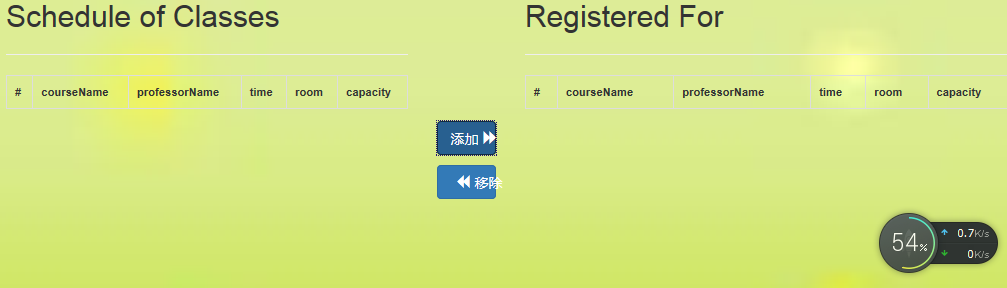 Schedule of Classes
Registered For
# courseName professorName time room capacity
# courseName professorName time room capacity
添加
移除
54%
0.7K/s
0K/s